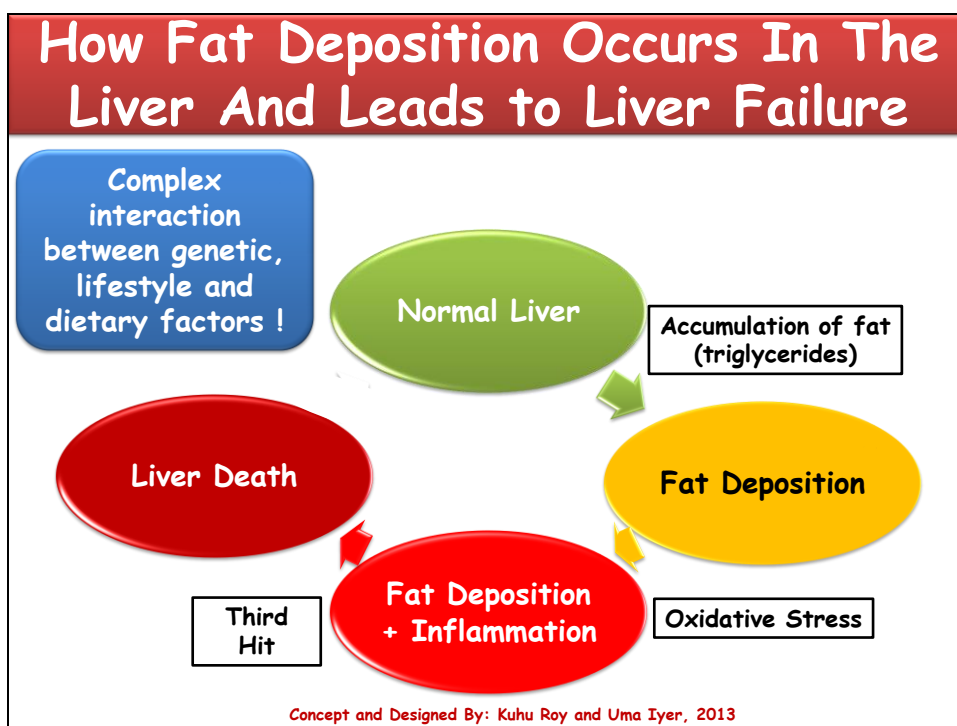 How Fat Deposition Occurs In The
Liver And Leads to Liver Failure
Complex
interaction
between genetic,
lifestyle and
dietary factors !
Normal Liver
Accumulation of fat
(triglycerides)
Fat Deposition
Oxidative Stress
Fat Deposition
+ Inflammation
Third
Hit
Liver Death
Concept and Designed By: Kuhu Roy and Uma Iyer, 2013